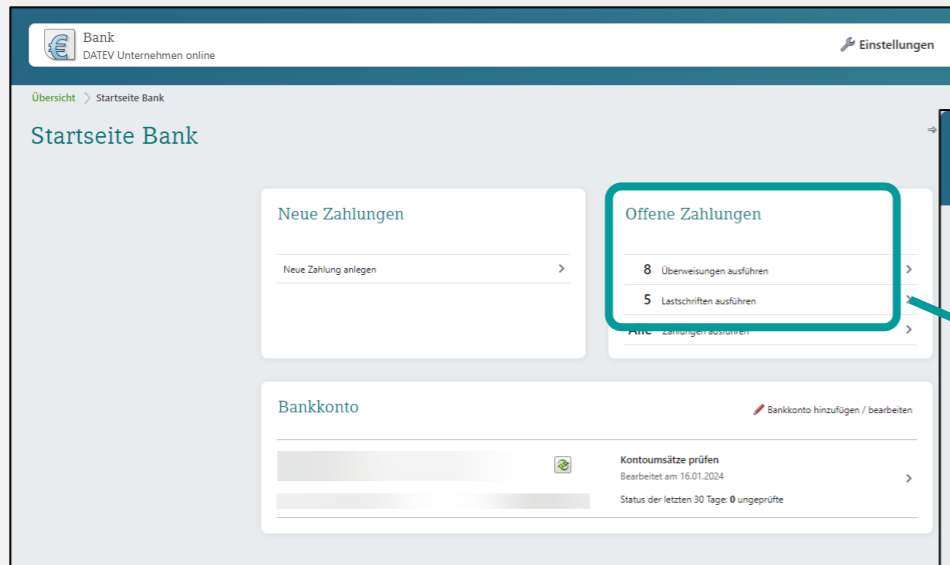 Bank
DATEV Unternehmen online
Einstellungen
Übersicht > Startseite Bank
Startseite Bank
Neue Zahlungen
Neue Zahlung anlegen
Offene Zahlungen
8 Überweisungen ausführen
5 Lastschriften ausführen
Alle Zahlungen ausführen
Bankkonto
Bankkonto hinzufügen / bearbeiten
Kontoumsätze prüfen
Bearbeitet am 16.01.2024
Status der letzten 30 Tage: 0 ungeprüfte